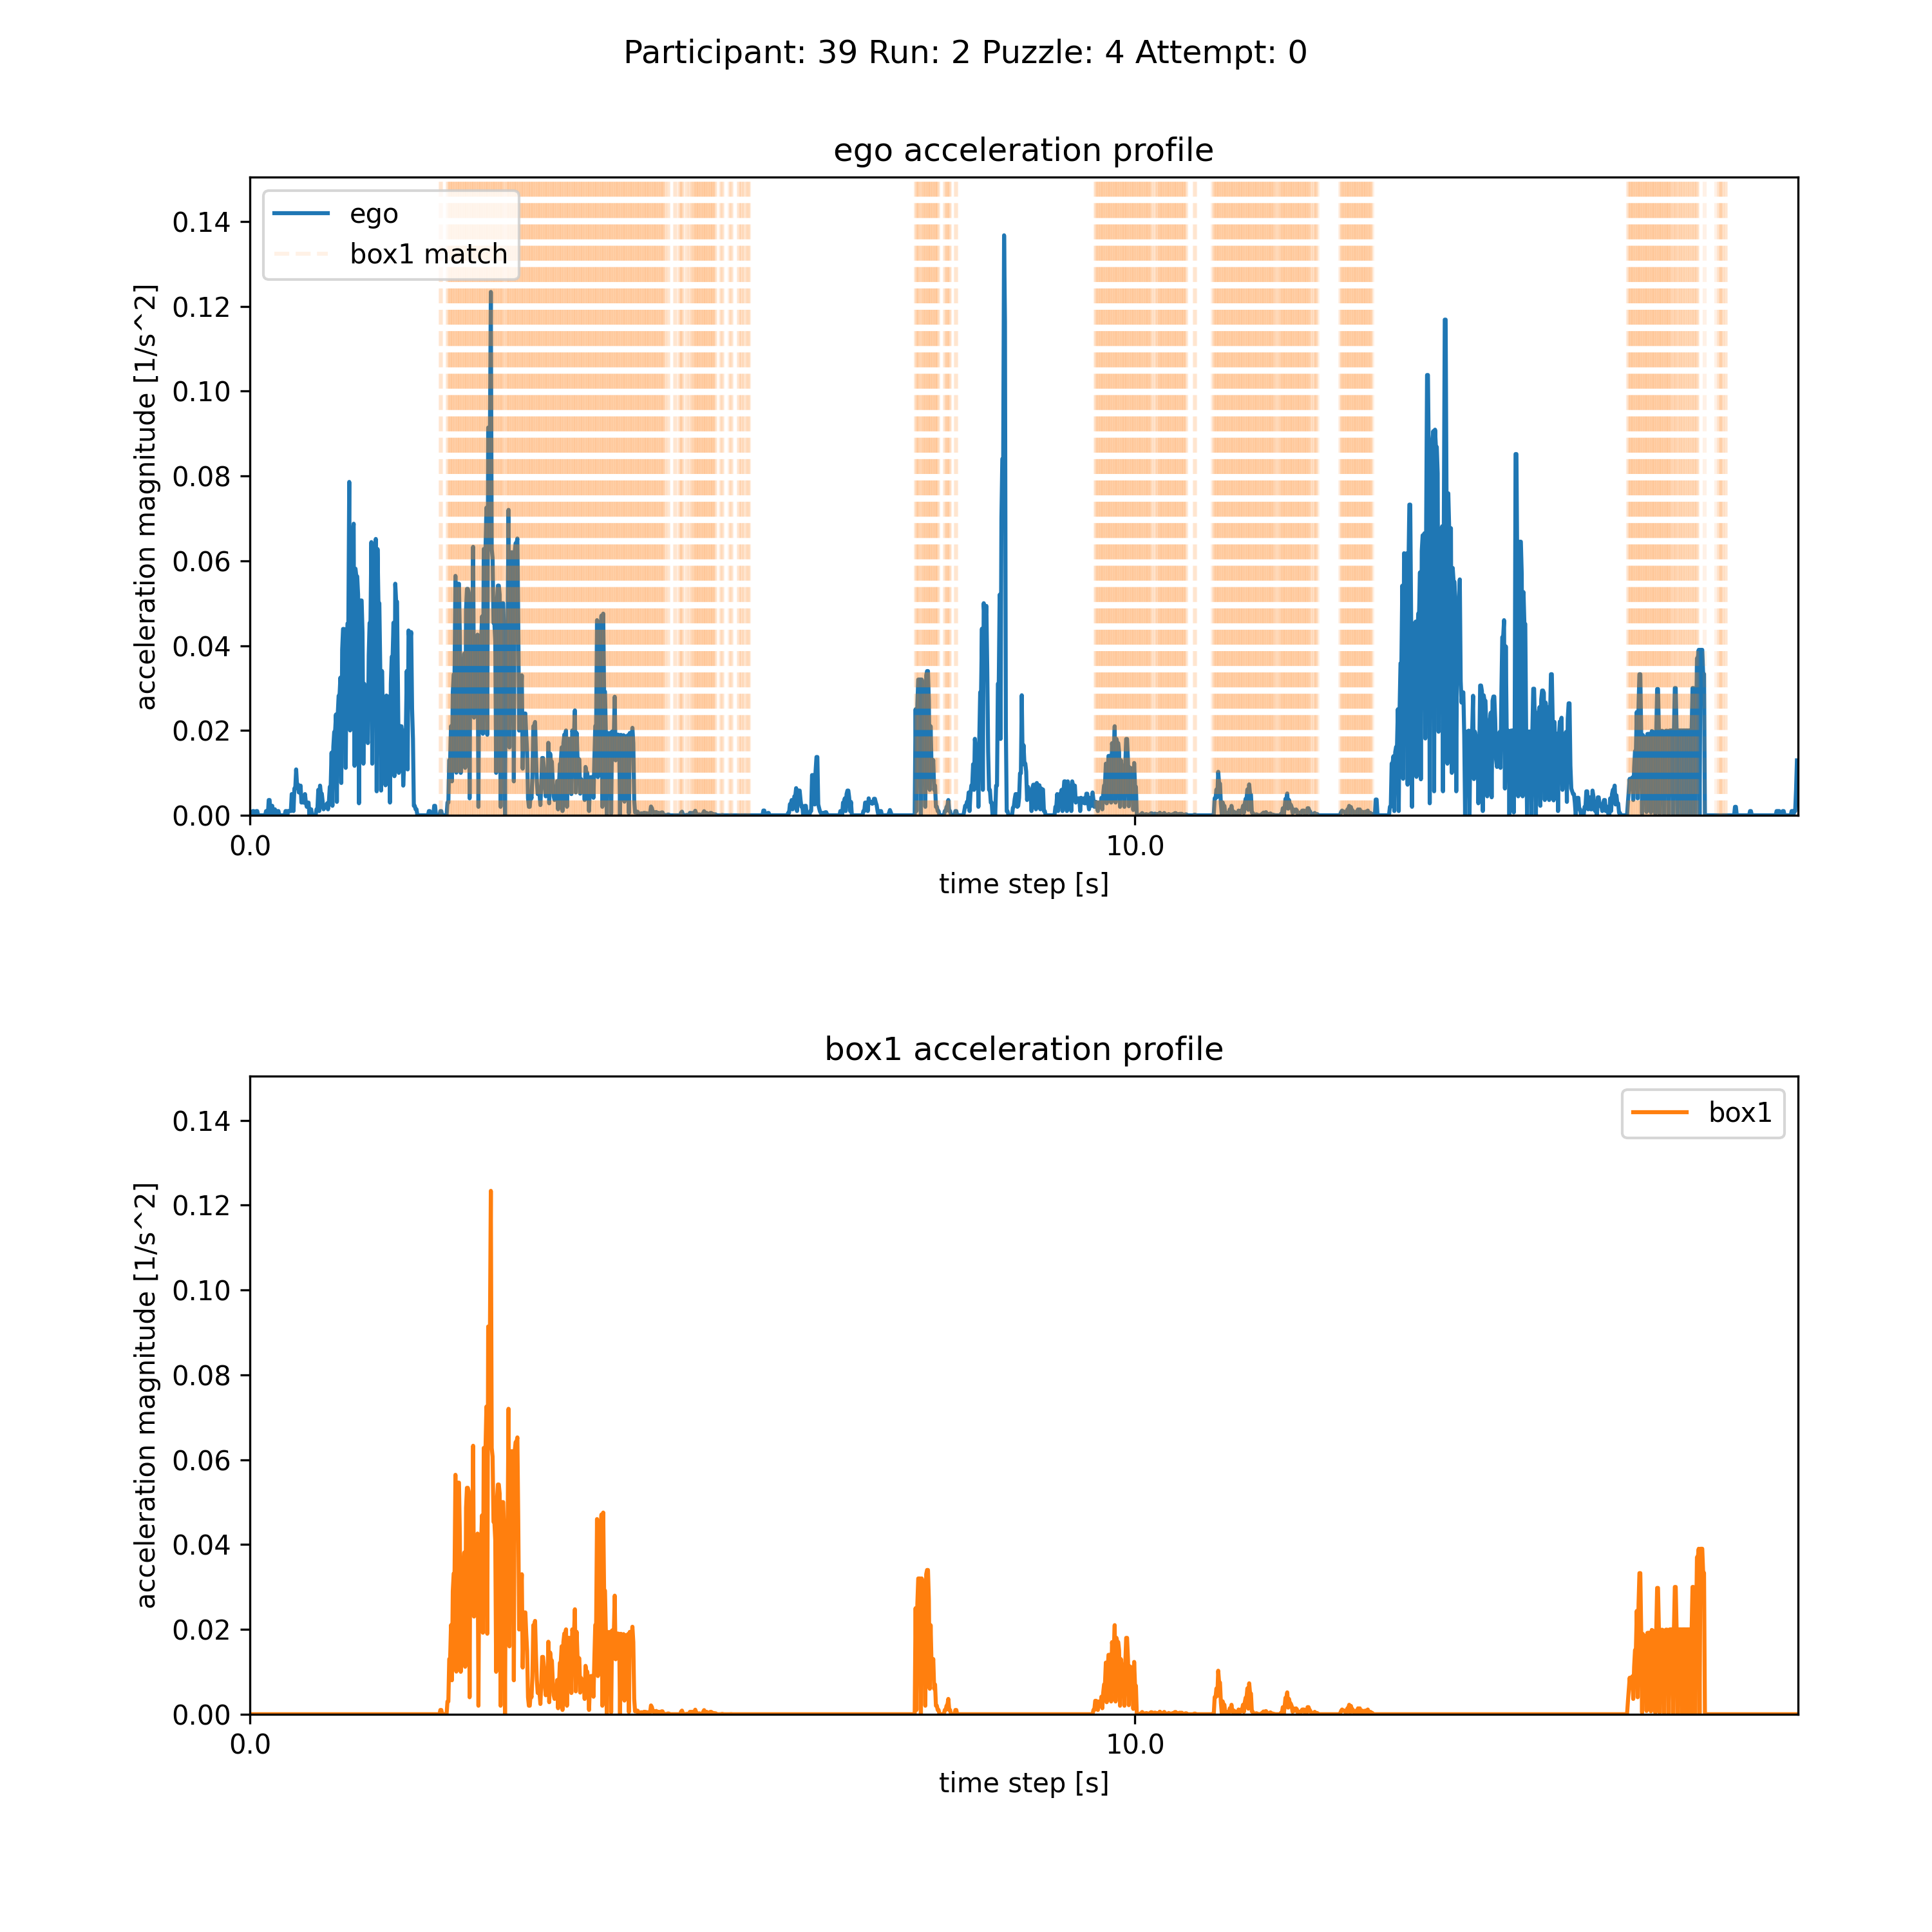 Participant: 39 Run: 2 Puzzle: 4 Attempt: 0
ego acceleration profile
ego
box1 match
acceleration magnitude [1/s^2]
0.14
0.12
0.10
0.08
0.06
0.04
0.02
0.00
0.0 10.0
time step [s]
box1 acceleration profile
box1
acceleration magnitude [1/s^2]
0.14
0.12
0.10
0.08
0.06
0.04
0.02
0.00
0.0 10.0
time step [s]